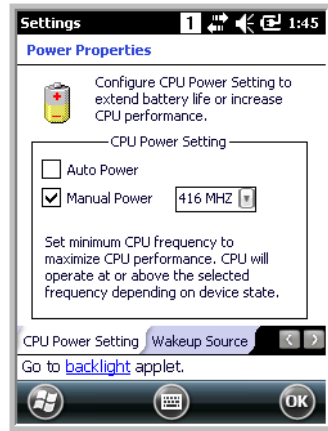 Settings 1 1:45
Power Properties
Configure CPU Power Setting to
extend battery life or increase
CPU performance.
CPU Power Setting
Auto Power
Manual Power 416 MHZ
Set minimum CPU frequency to
maximize CPU performance. CPU will
operate at or above the selected
frequency depending on device state.
CPU Power Setting Wakeup Source
Go to backlight applet.
OK